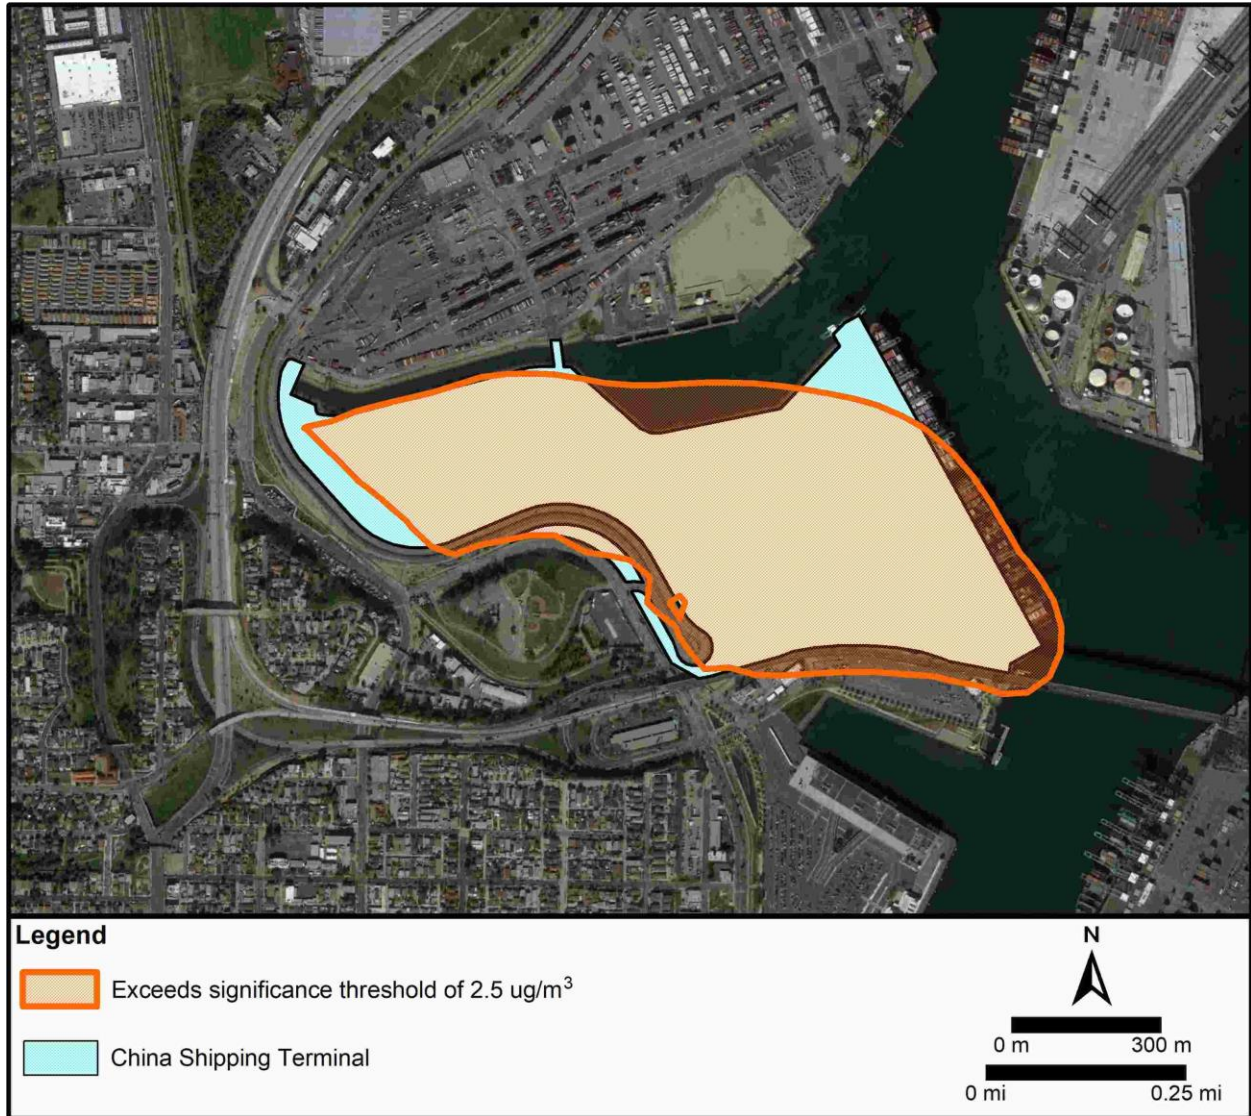 Legend
Exceeds significance threshold of 2.5 ug/m³
China Shipping Terminal
N
0 m 300 m
0 mi 0.25 mi